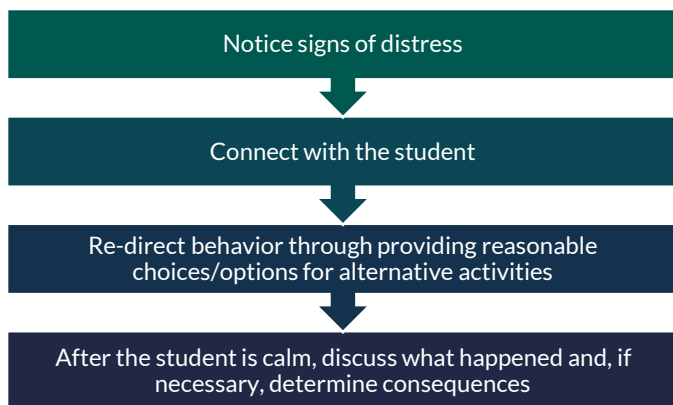 Notice signs of distress
Connect with the student
Re-direct behavior through providing reasonable
choices/options for alternative activities
After the student is calm, discuss what happened and, if
necessary, determine consequences